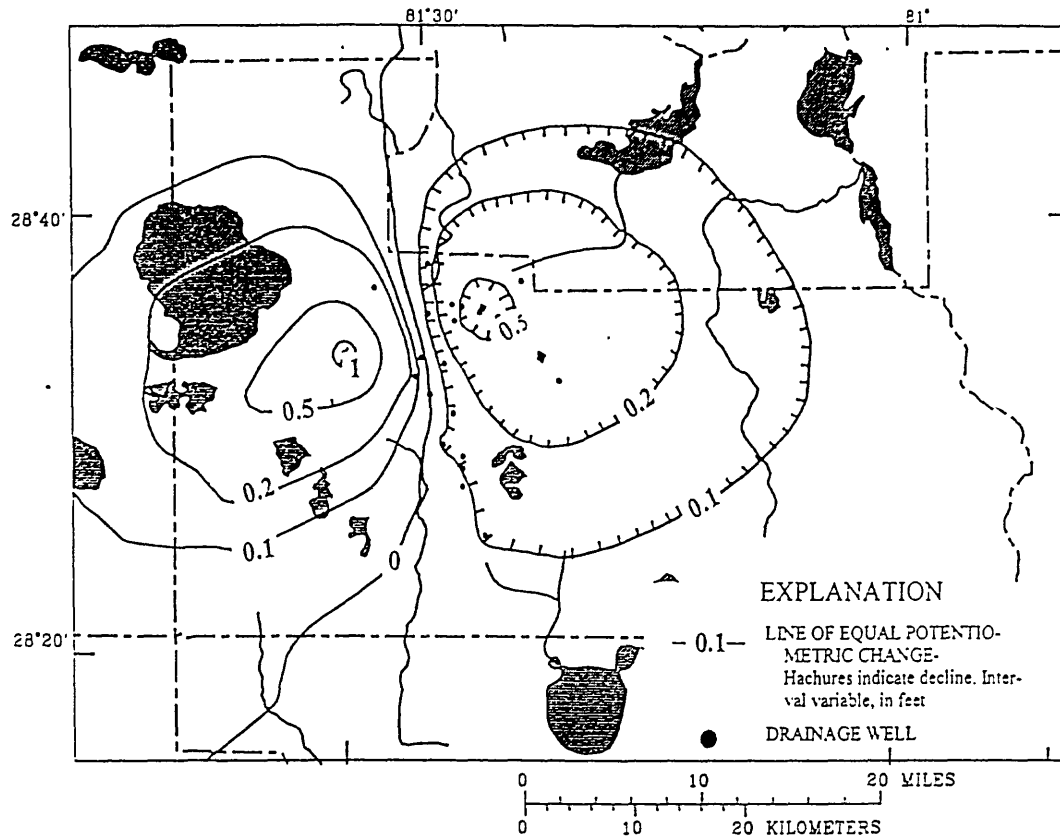 81°30'
81°
28°40'
0.5
1
0.5
0.2
0.2
0.1
0.1
0
28°20'
EXPLANATION
— 0.1— LINE OF EQUAL POTENTIO-
METRIC CHANGE-
Hachures indicate decline. Inter-
val variable, in feet
DRAINAGE WELL
0 10 20 MILES
0 10 20 KILOMETERS